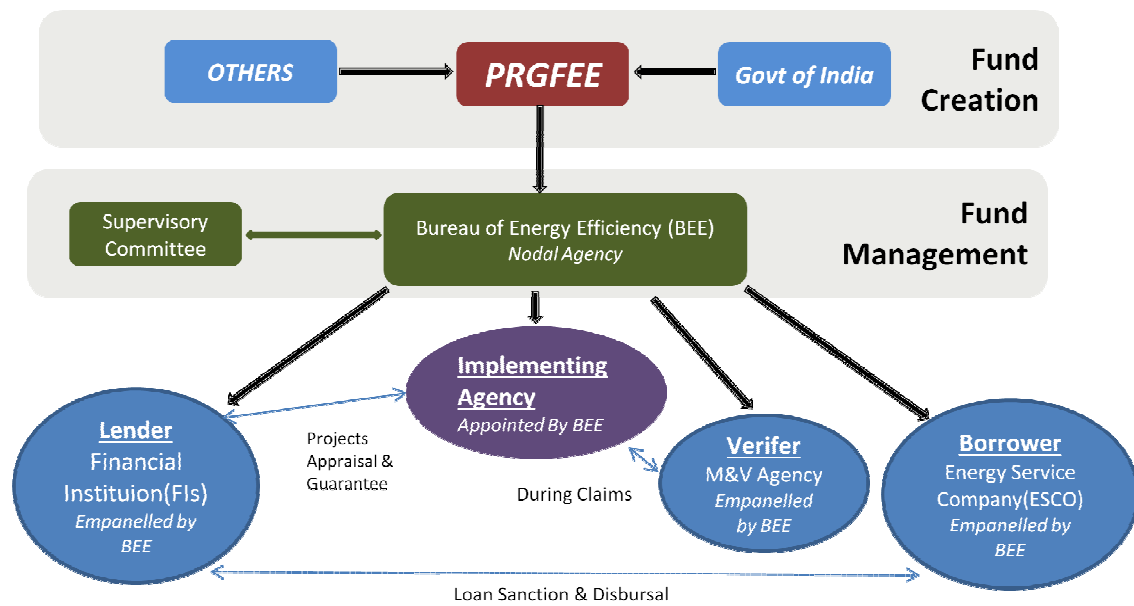 OTHERS
PRGFEE
Govt of India
Fund
Creation
Supervisory
Committee
Bureau of Energy Efficiency (BEE)
Nodal Agency
Fund
Management
Implementing
Agency
Appointed By BEE
Lender
Financial
Instituion(FIs)
Empanelled by
BEE
Projects
Appraisal &
Guarantee
During Claims
Verifer
M&V Agency
Empanelled
by BEE
Borrower
Energy Service
Company(ESCO)
Empanelled by
BEE
Loan Sanction & Disbursal